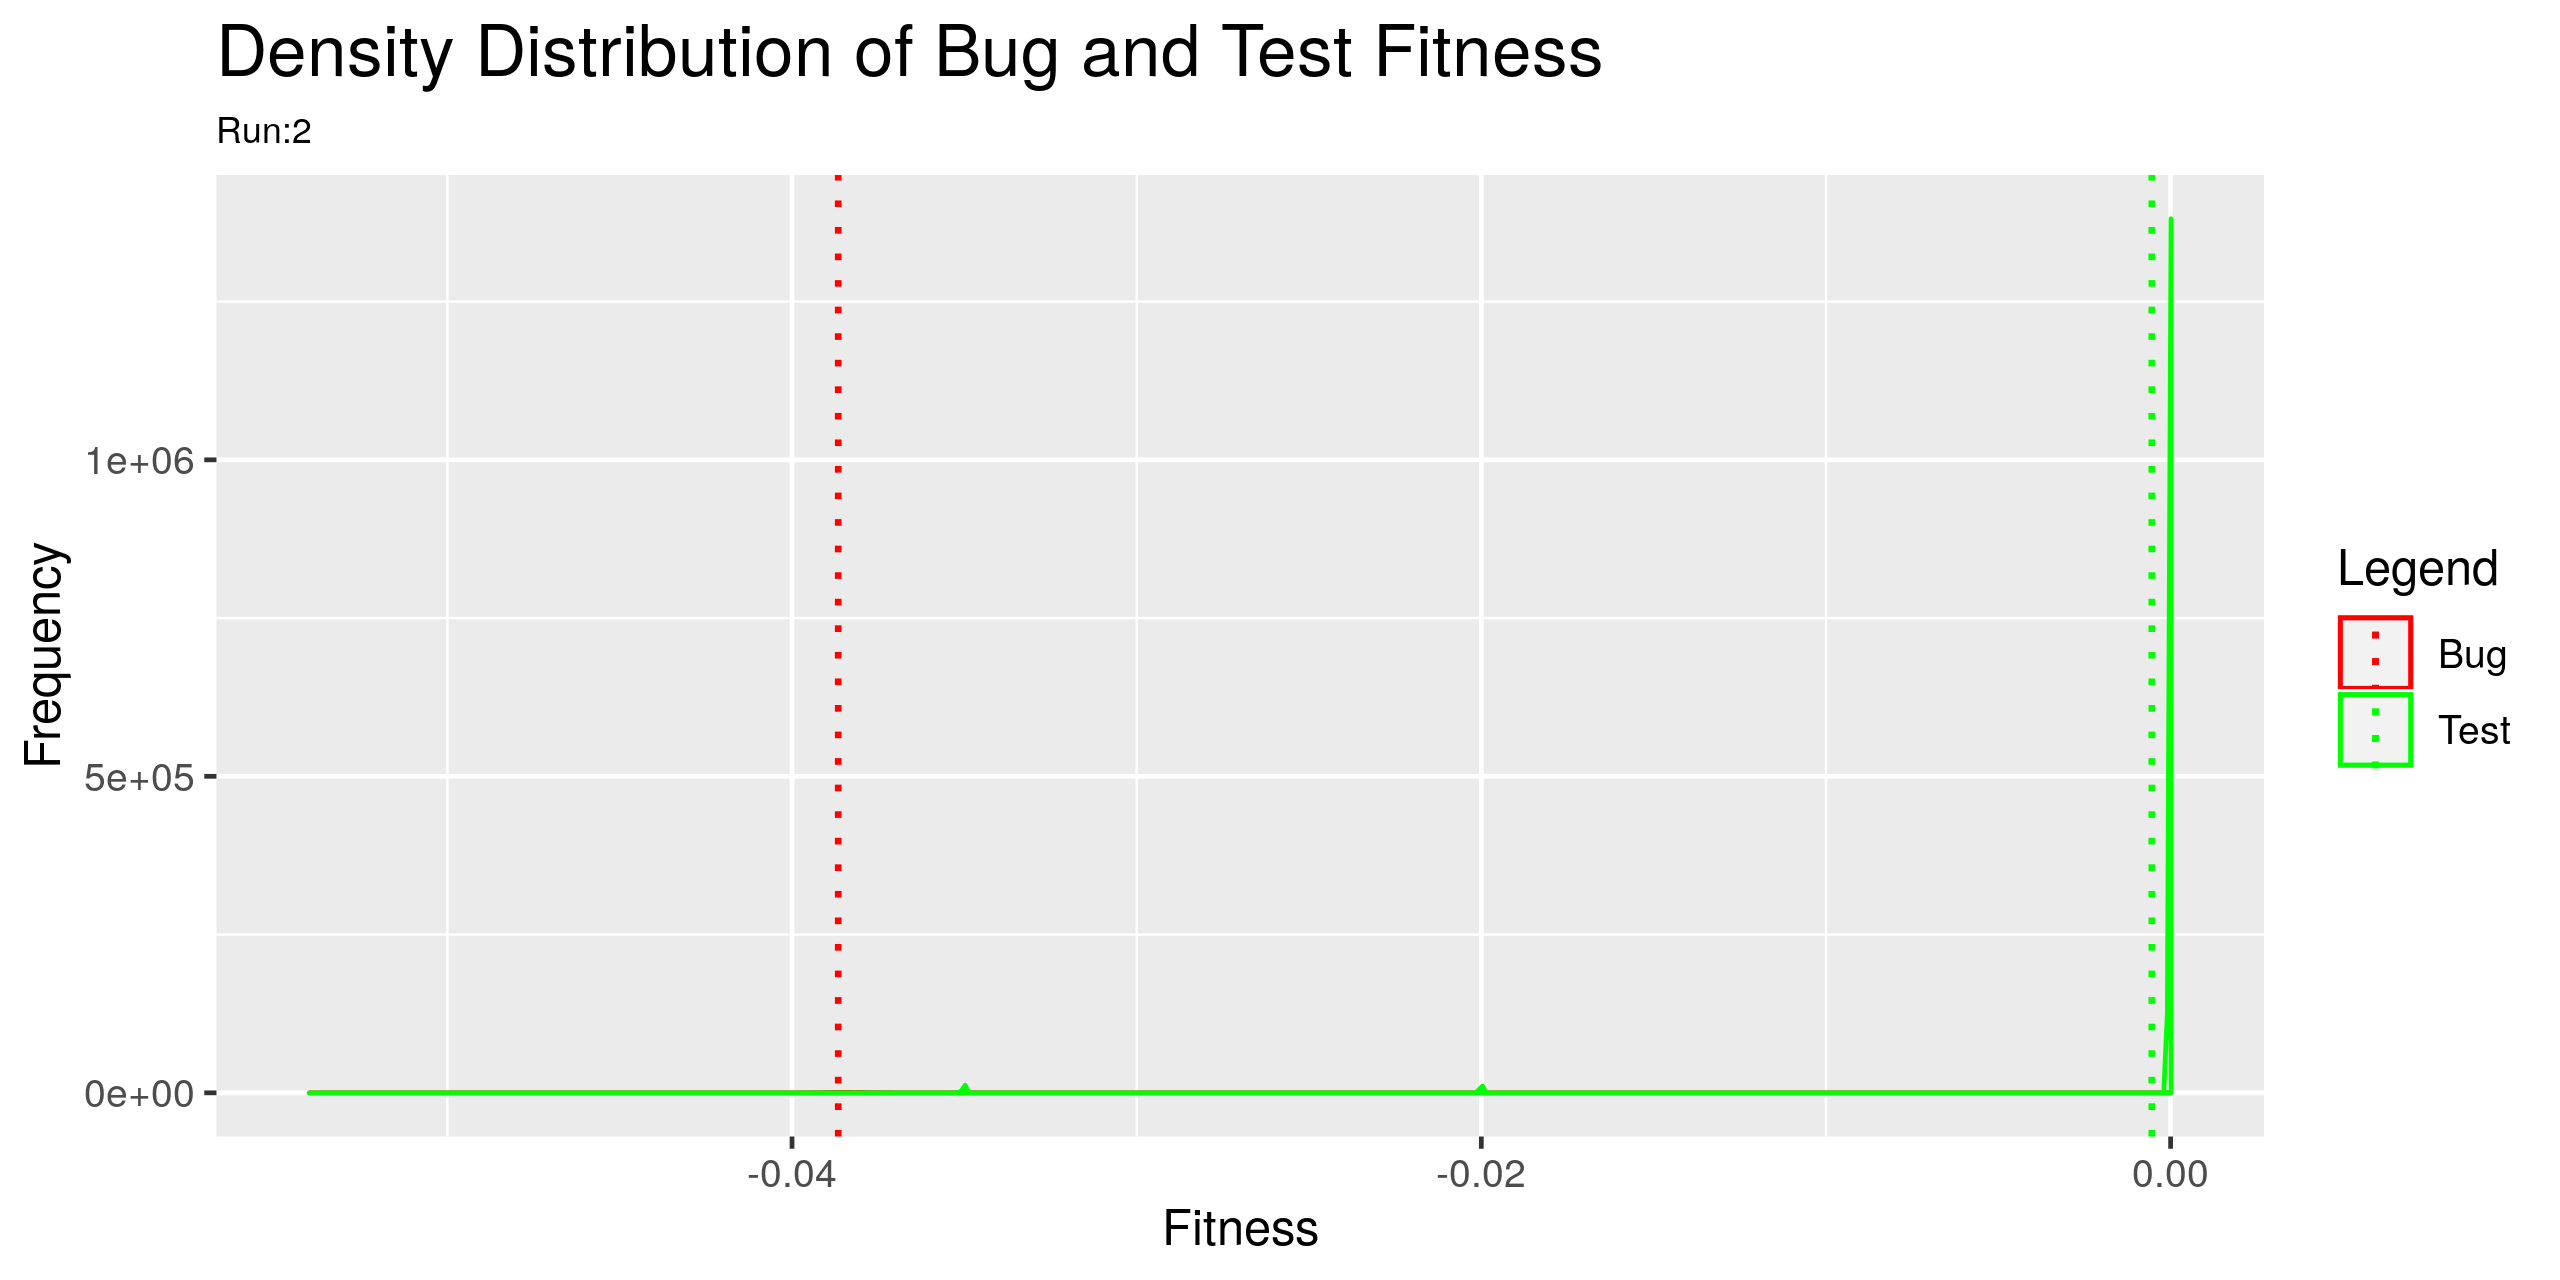 Density Distribution of Bug and Test Fitness
Run:2
Frequency
1e+06
5e+05
0e+00
-0.04
-0.02
0.00
Fitness
Legend
Bug
Test